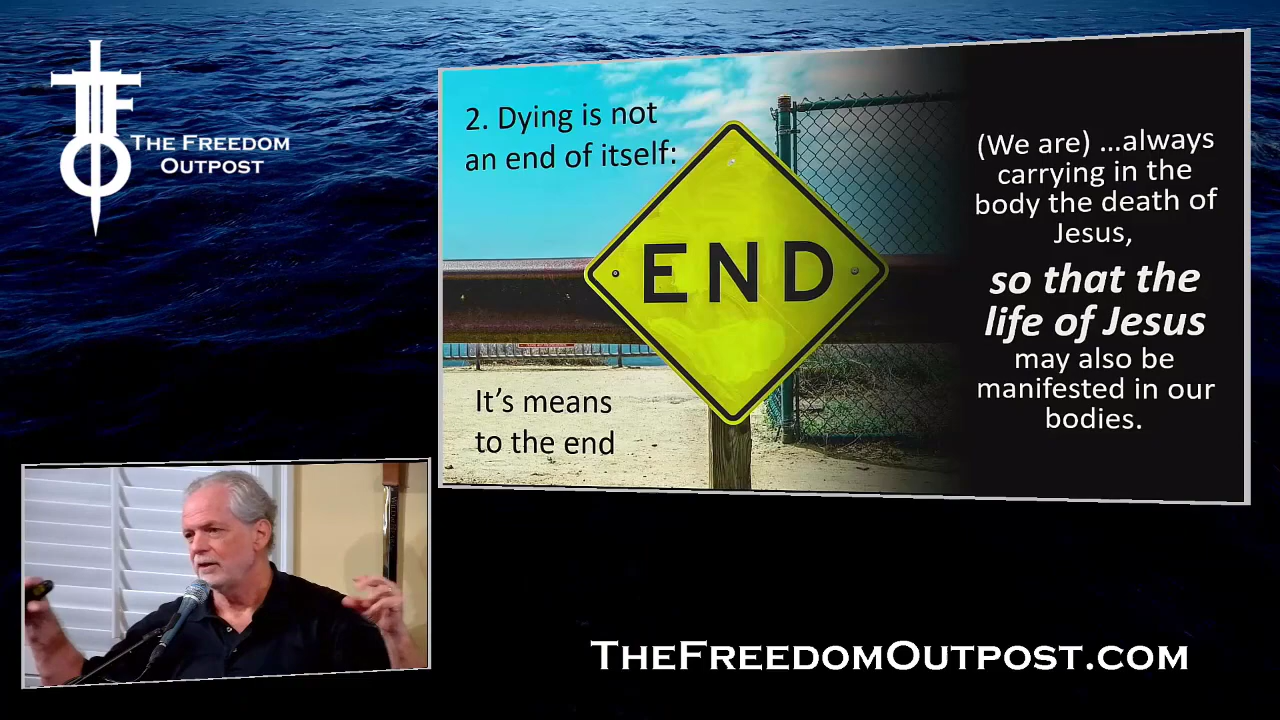 The Freedom
Outpost
2. Dying is not
an end of itself:
END
It's means
to the end
(We are) ...always
carrying in the
body the death of
Jesus,
so that the
life of Jesus
may also be
manifested in our
bodies.
TheFreedomOutpost.com